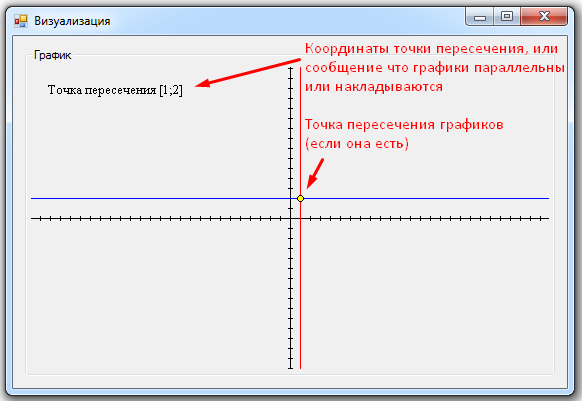 Визуализация
График
Координаты точки пересечения, или
сообщение что графики параллельны
или накладываются
Точка пересечения [1;2]
Точка пересечения графиков
(если она есть)